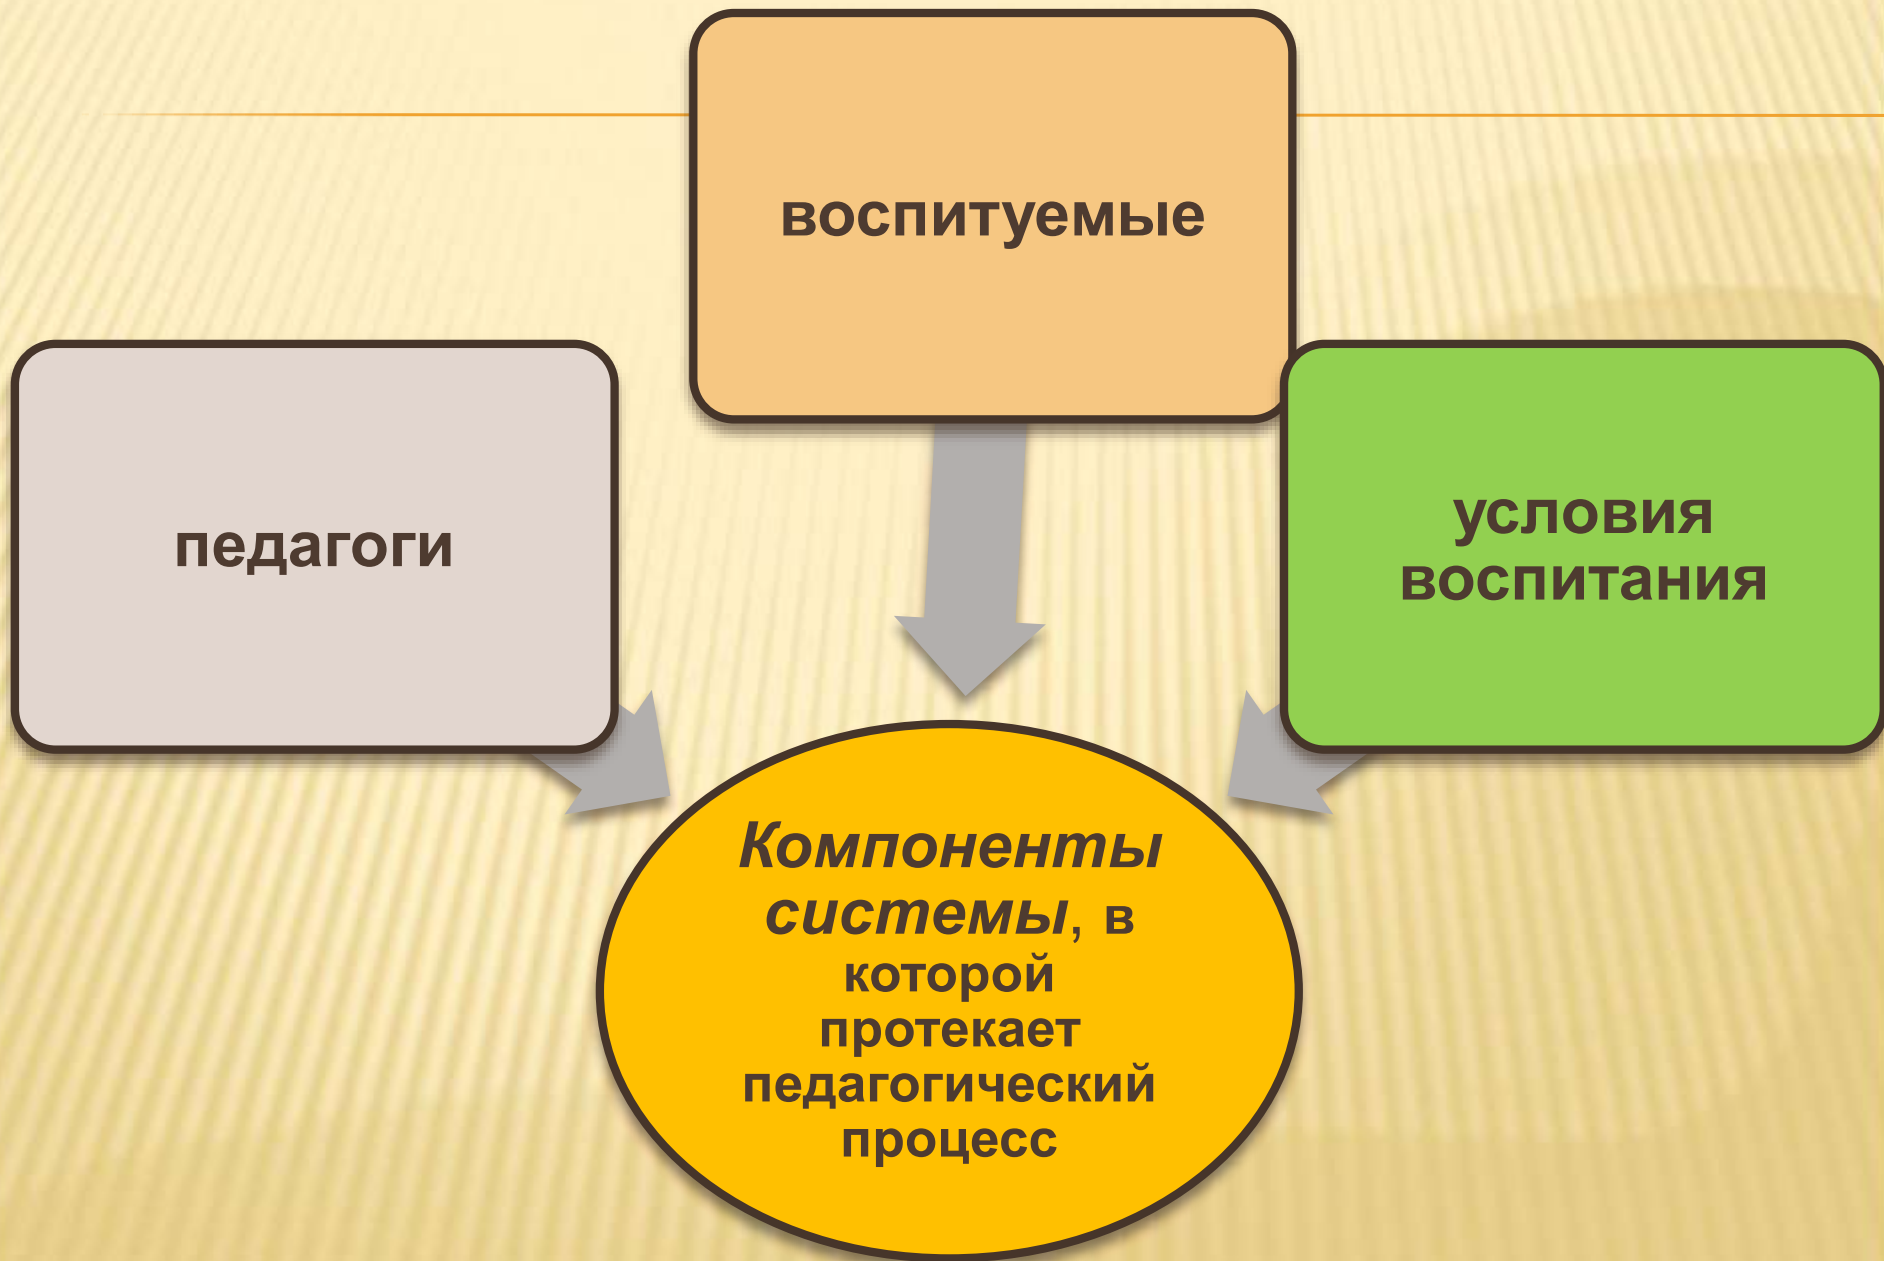 воспитуемые
педагоги
условия
воспитания
Компоненты
системы, в
которой
протекает
педагогический
процесс